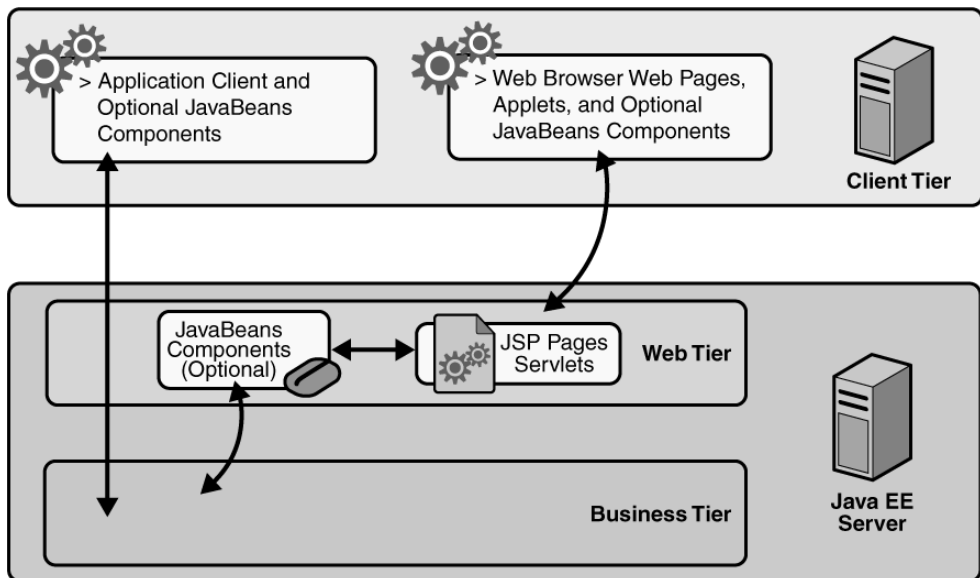 > Application Client and
Optional JavaBeans
Components
> Web Browser Web Pages,
Applets, and Optional
JavaBeans Components
Client Tier
JavaBeans
Components
(Optional)
JSP Pages
Servlets
Web Tier
Business Tier
Java EE
Server